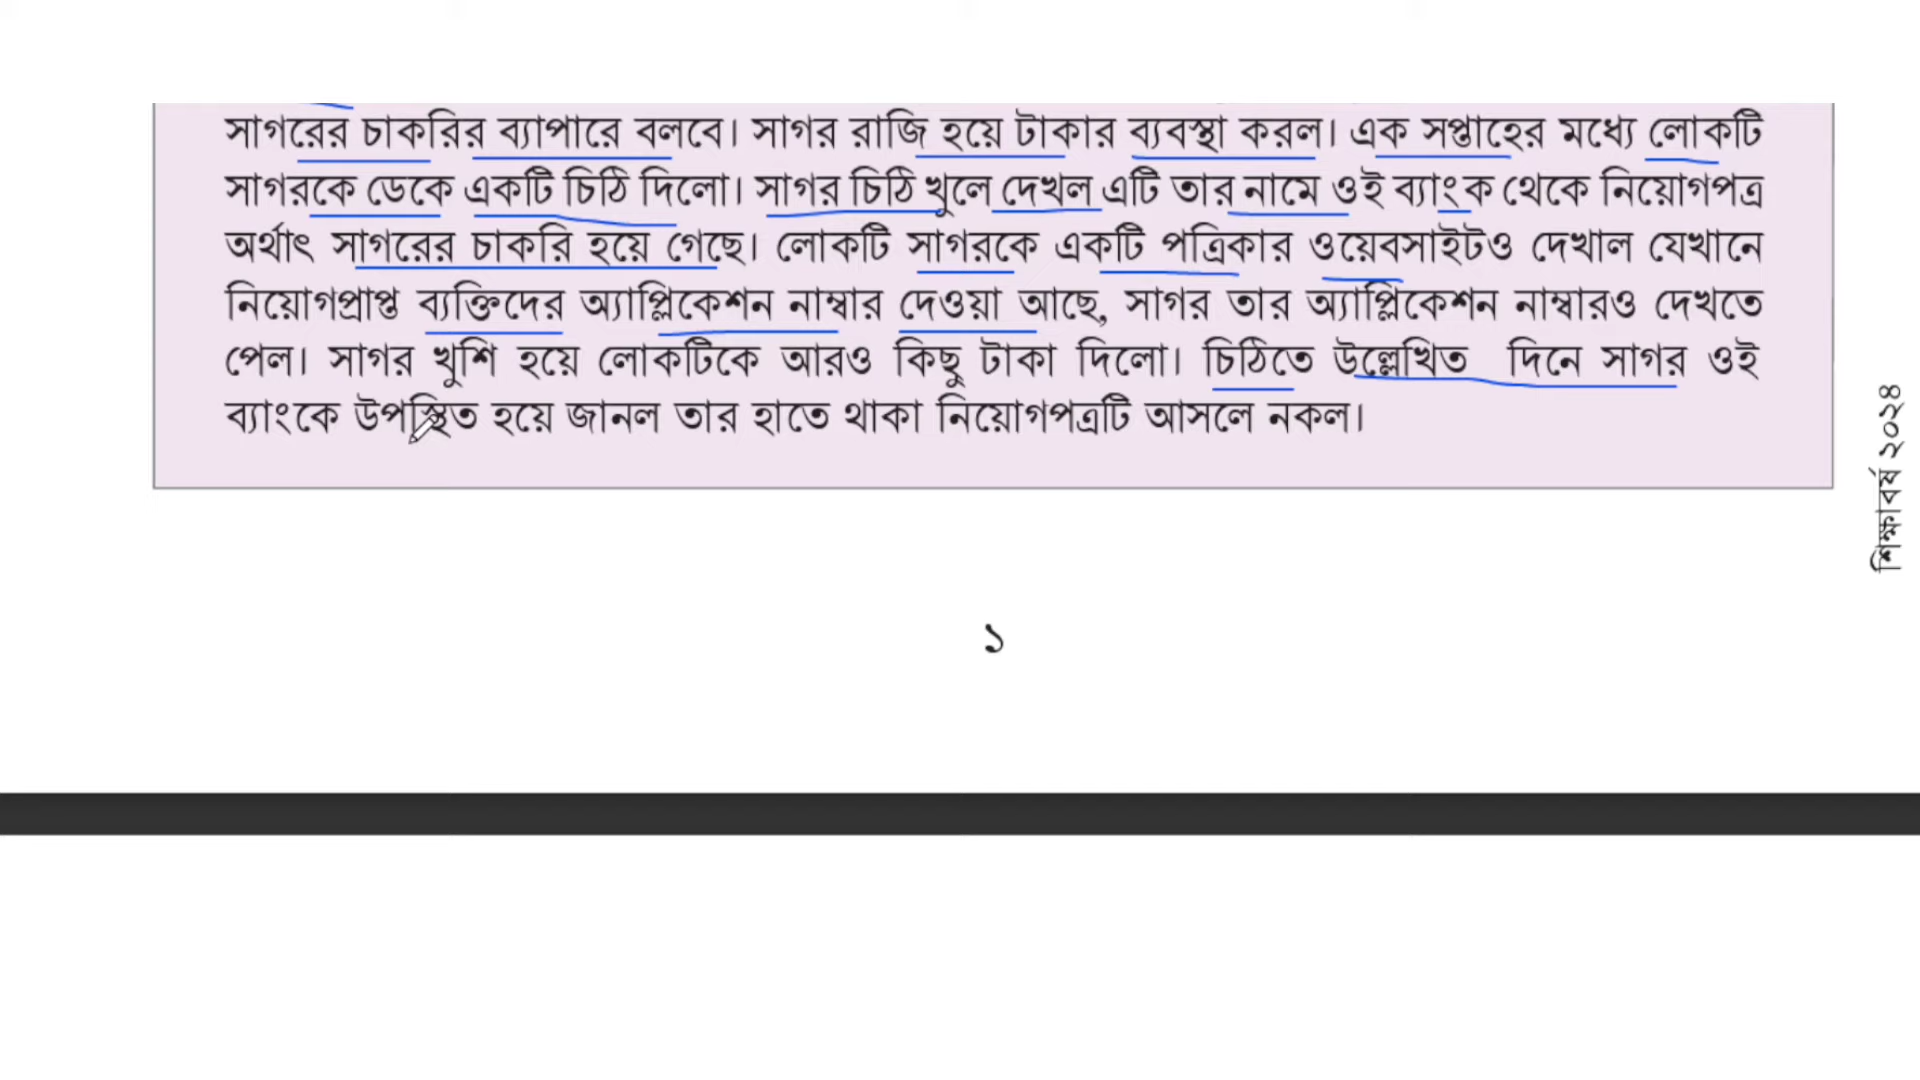 সাগরের চাকরির ব্যাপারে বলবে। সাগর রাজি হয়ে টাকার ব্যবস্থা করল। এক সপ্তাহের মধ্যে লোকটি
সাগরকে ডেকে একটি চিঠি দিলো। সাগর চিঠি খুলে দেখল এটি তার নামে ওই ব্যাংক থেকে নিয়োগপত্র
অর্থাৎ সাগরের চাকরি হয়ে গেছে। লোকটি সাগরকে একটি পত্রিকার ওয়েবসাইটও দেখাল যেখানে
নিয়োগপ্রাপ্ত ব্যক্তিদের অ্যাপ্লিকেশন নাম্বার দেওয়া আছে, সাগর তার অ্যাপ্লিকেশন নাম্বারও দেখতে
পেল। সাগর খুশি হয়ে লোকটিকে আরও কিছু টাকা দিলো। চিঠিতে উল্লেখিত দিনে সাগর ওই
ব্যাংকে উপস্থিত হয়ে জানল তার হাতে থাকা নিয়োগপত্রটি আসলে নকল।
১
শিক্ষাবর্ষ ২০২৪